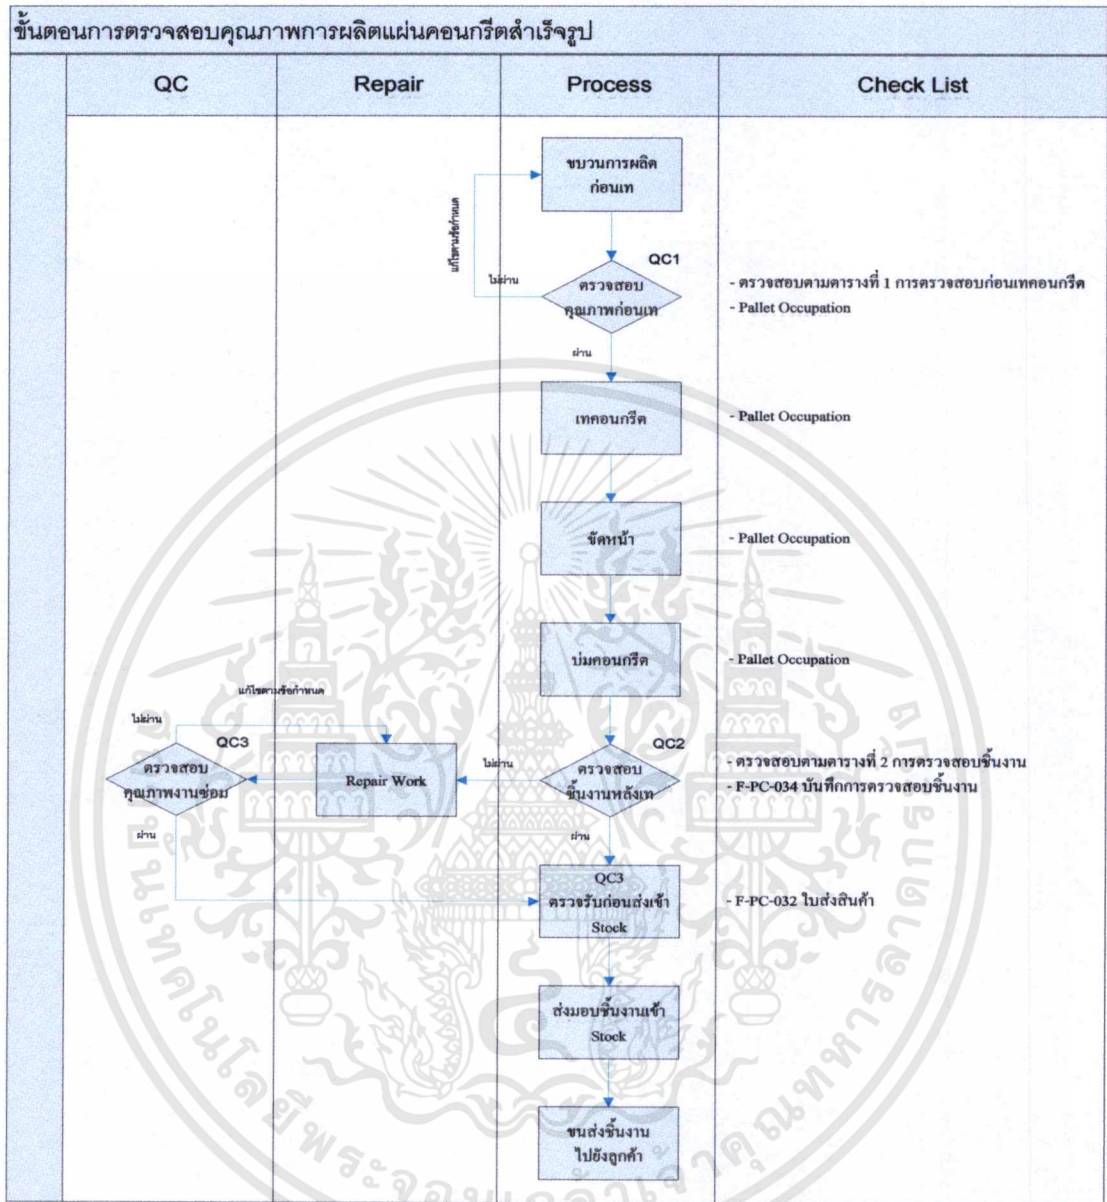 ขั้นตอนการตรวจสอบคุณภาพการผลิตแผ่นคอนกรีตสำเร็จรูป
QC
Repair
Process
Check List
ขบวนการผลิต
ก่อนเท
แก้ไขตามข้อกำหนด
ไม่ผ่าน
QC1
ตรวจสอบ
คุณภาพก่อนเท
- ตรวจสอบตามตารางที่ 1 การตรวจสอบก่อนเทคอนกรีต
- Pallet Occupation
ผ่าน
เทคอนกรีต
- Pallet Occupation
ขัดหน้า
- Pallet Occupation
บ่มคอนกรีต
- Pallet Occupation
แก้ไขตามข้อกำหนด
ไม่ผ่าน
QC3
ตรวจสอบ
คุณภาพงานซ่อม
Repair Work
ไม่ผ่าน
QC2
ตรวจสอบ
ชิ้นงานหลังเท
- ตรวจสอบตามตารางที่ 2 การตรวจสอบชิ้นงาน
- F-PC-034 บันทึกการตรวจสอบชิ้นงาน
ผ่าน
ผ่าน
QC3
ตรวจรับก่อนส่งเข้า
Stock
- F-PC-032 ใบส่งสินค้า
ส่งมอบชิ้นงานเข้า
Stock
ขนส่งชิ้นงาน
ไปยังลูกค้า